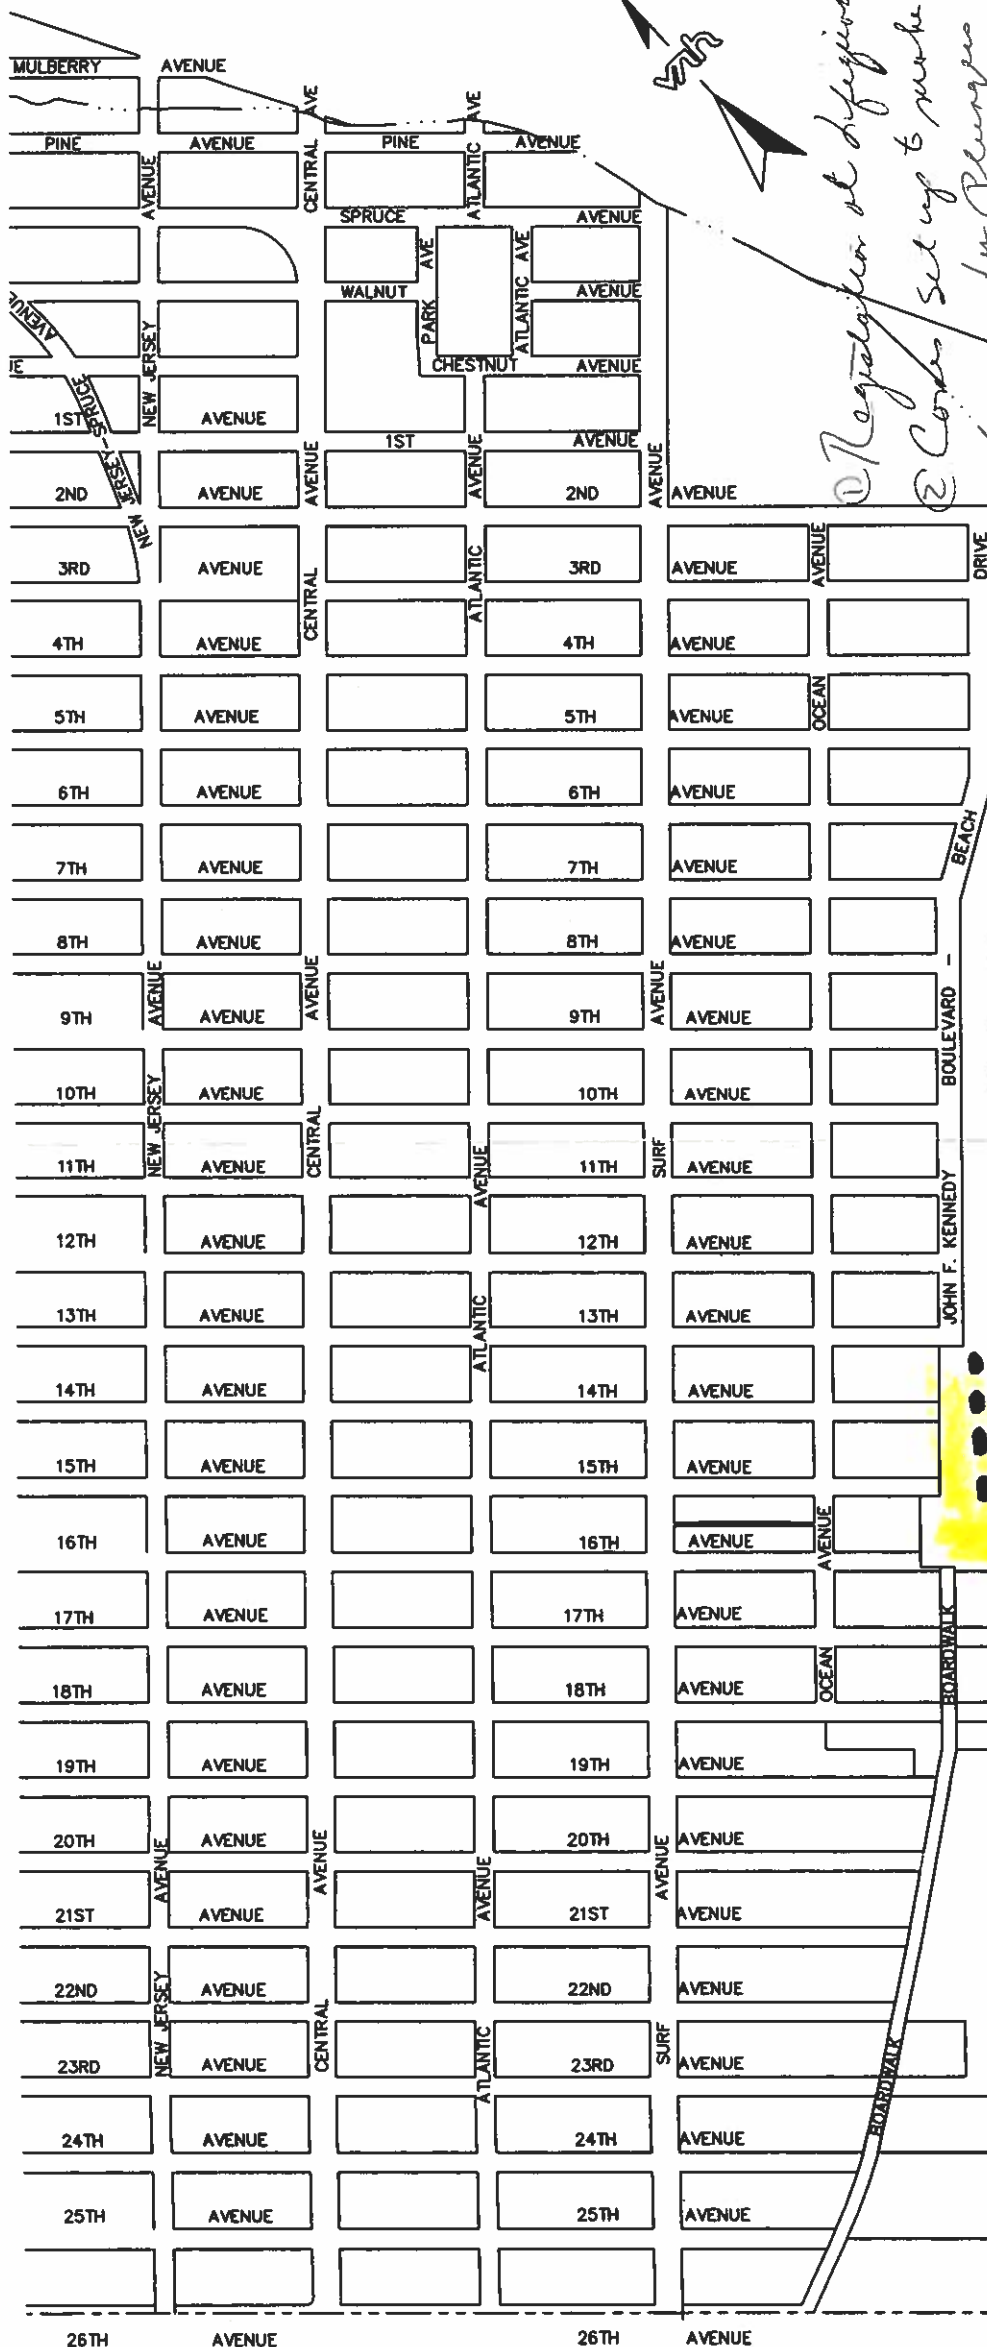 MULBERRY AVENUE
PINE AVENUE PINE AVENUE
AVE AVE
AVENUE CENTRAL ATLANTIC
SPRUCE AVENUE
AVE ATLANTIC AVE
WALNUT AVENUE
AVENUE PARK
NEW JERSEY
CHESTNUT AVENUE
NEW JERSEY-SPRUCE
1ST AVENUE
1ST AVENUE
AVENUE AVENUE AVENUE
2ND AVENUE 2ND AVENUE
NEW
3RD AVENUE 3RD AVENUE
CENTRAL ATLANTIC AVENUE DRIVE
4TH AVENUE 4TH AVENUE
5TH AVENUE 5TH AVENUE OCEAN
6TH AVENUE 6TH AVENUE
7TH AVENUE 7TH AVENUE BEACH
8TH AVENUE 8TH AVENUE
AVENUE AVENUE AVENUE
9TH AVENUE 9TH AVENUE
BOULEVARD -
10TH AVENUE 10TH AVENUE
NEW JERSEY CENTRAL AVENUE SURF
11TH AVENUE 11TH AVENUE
12TH AVENUE 12TH AVENUE
JOHN F. KENNEDY
13TH AVENUE 13TH AVENUE
ATLANTIC
14TH AVENUE 14TH AVENUE
15TH AVENUE 15TH AVENUE
16TH AVENUE 16TH AVENUE AVENUE
17TH AVENUE 17TH AVENUE
18TH AVENUE 18TH AVENUE OCEAN BOARDWALK
19TH AVENUE 19TH AVENUE
20TH AVENUE 20TH AVENUE
AVENUE AVENUE AVENUE AVENUE
21ST AVENUE 21ST AVENUE
22ND AVENUE 22ND AVENUE
NEW JERSEY CENTRAL ATLANTIC SURF
23RD AVENUE 23RD AVENUE
BOARDWALK
24TH AVENUE 24TH AVENUE
25TH AVENUE 25TH AVENUE
26TH AVENUE 26TH AVENUE
① Registration at
② Cones set up to